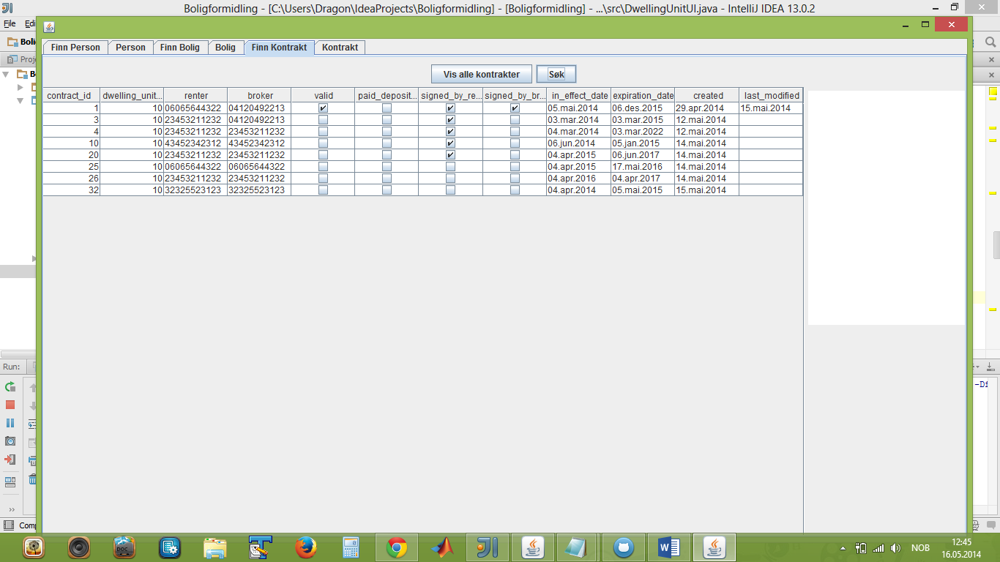 Boligformidling - [C:\Users\Dragon\IdeaProjects\Boligformidling] - [Boligformidling] - ...\src\DwellingUnitUI.java - IntelliJ IDEA 13.0.2
File Edi
Boli
Proje
B
Finn Person Person Finn Bolig Bolig Finn Kontrakt Kontrakt
Vis alle kontrakter Søk
contract_id dwelling_unit... renter broker valid paid_deposit... signed_by_re... signed_by_br... in_effect_date expiration_date created last_modified
1 10 06065644322 04120492213 05.mai.2014 06.des.2015 29.apr.2014 15.mai.2014
3 10 23453211232 04120492213 03.mar.2014 03.mar.2015 12.mai.2014
4 10 23453211232 23453211232 04.mar.2014 03.mar.2022 12.mai.2014
10 10 43452342312 43452342312 06.jun.2014 05.jan.2015 14.mai.2014
20 10 23453211232 23453211232 04.apr.2015 06.jun.2017 14.mai.2014
25 10 06065644322 06065644322 04.apr.2015 17.mai.2016 14.mai.2014
26 10 23453211232 23453211232 04.apr.2016 04.apr.2017 14.mai.2014
32 10 32325523123 32325523123 04.apr.2014 05.mai.2015 15.mai.2014
Run:
-Di
Comp
DOC
NOB
12:45
16.05.2014